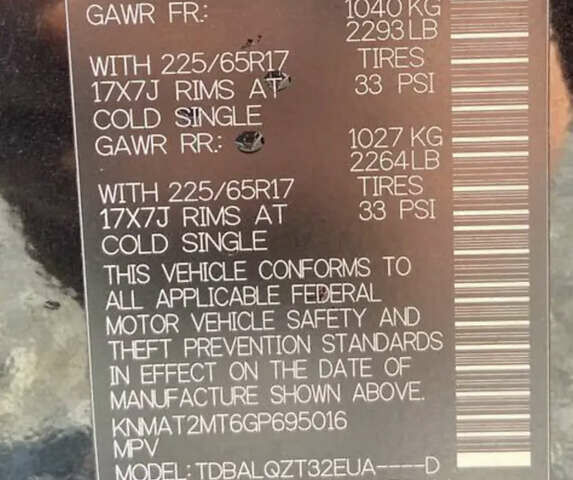 GAWR FR: 1040 KG
2293 LB
WITH 225/65R17 TIRES
17X7J RIMS AT 33 PSI
COLD SINGLE
GAWR RR: 1027 KG
2264LB
WITH 225/65R17 TIRES
17X7J RIMS AT 33 PSI
COLD SINGLE
THIS VEHICLE CONFORMS TO
ALL APPLICABLE FEDERAL
MOTOR VEHICLE SAFETY AND
THEFT PREVENTION STANDARDS
IN EFFECT ON THE DATE OF
MANUFACTURE SHOWN ABOVE.
KNMAT2MT6GP695016
MPV
MODEL: TDBALQZT32EUA----D